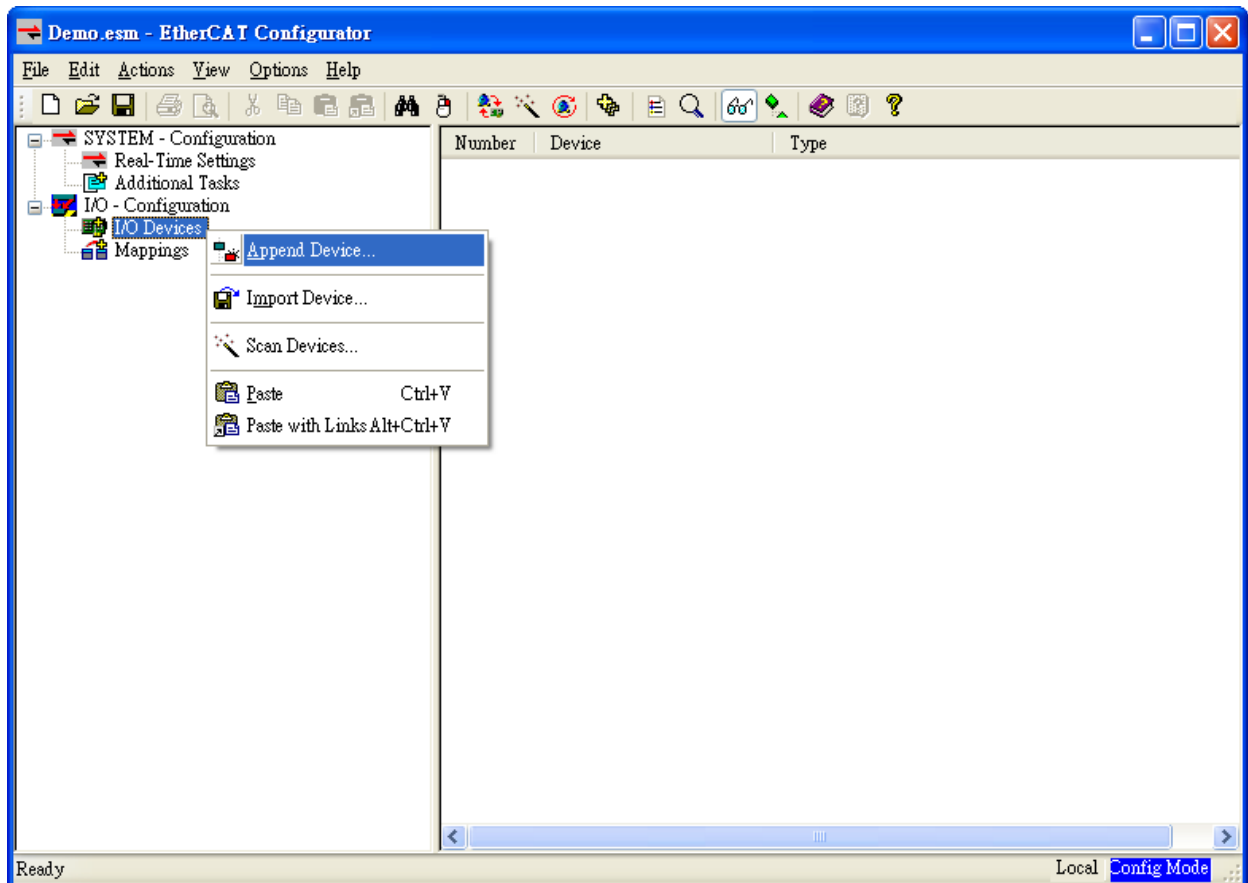 Demo.esm - EtherCAT Configurator
File Edit Actions View Options Help
SYSTEM - Configuration
Real-Time Settings
Additional Tasks
I/O - Configuration
I/O Devices
Mappings
Number Device Type
Append Device...
Import Device...
Scan Devices...
Paste Ctrl+V
Paste with Links Alt+Ctrl+V
Ready Local Config Mode